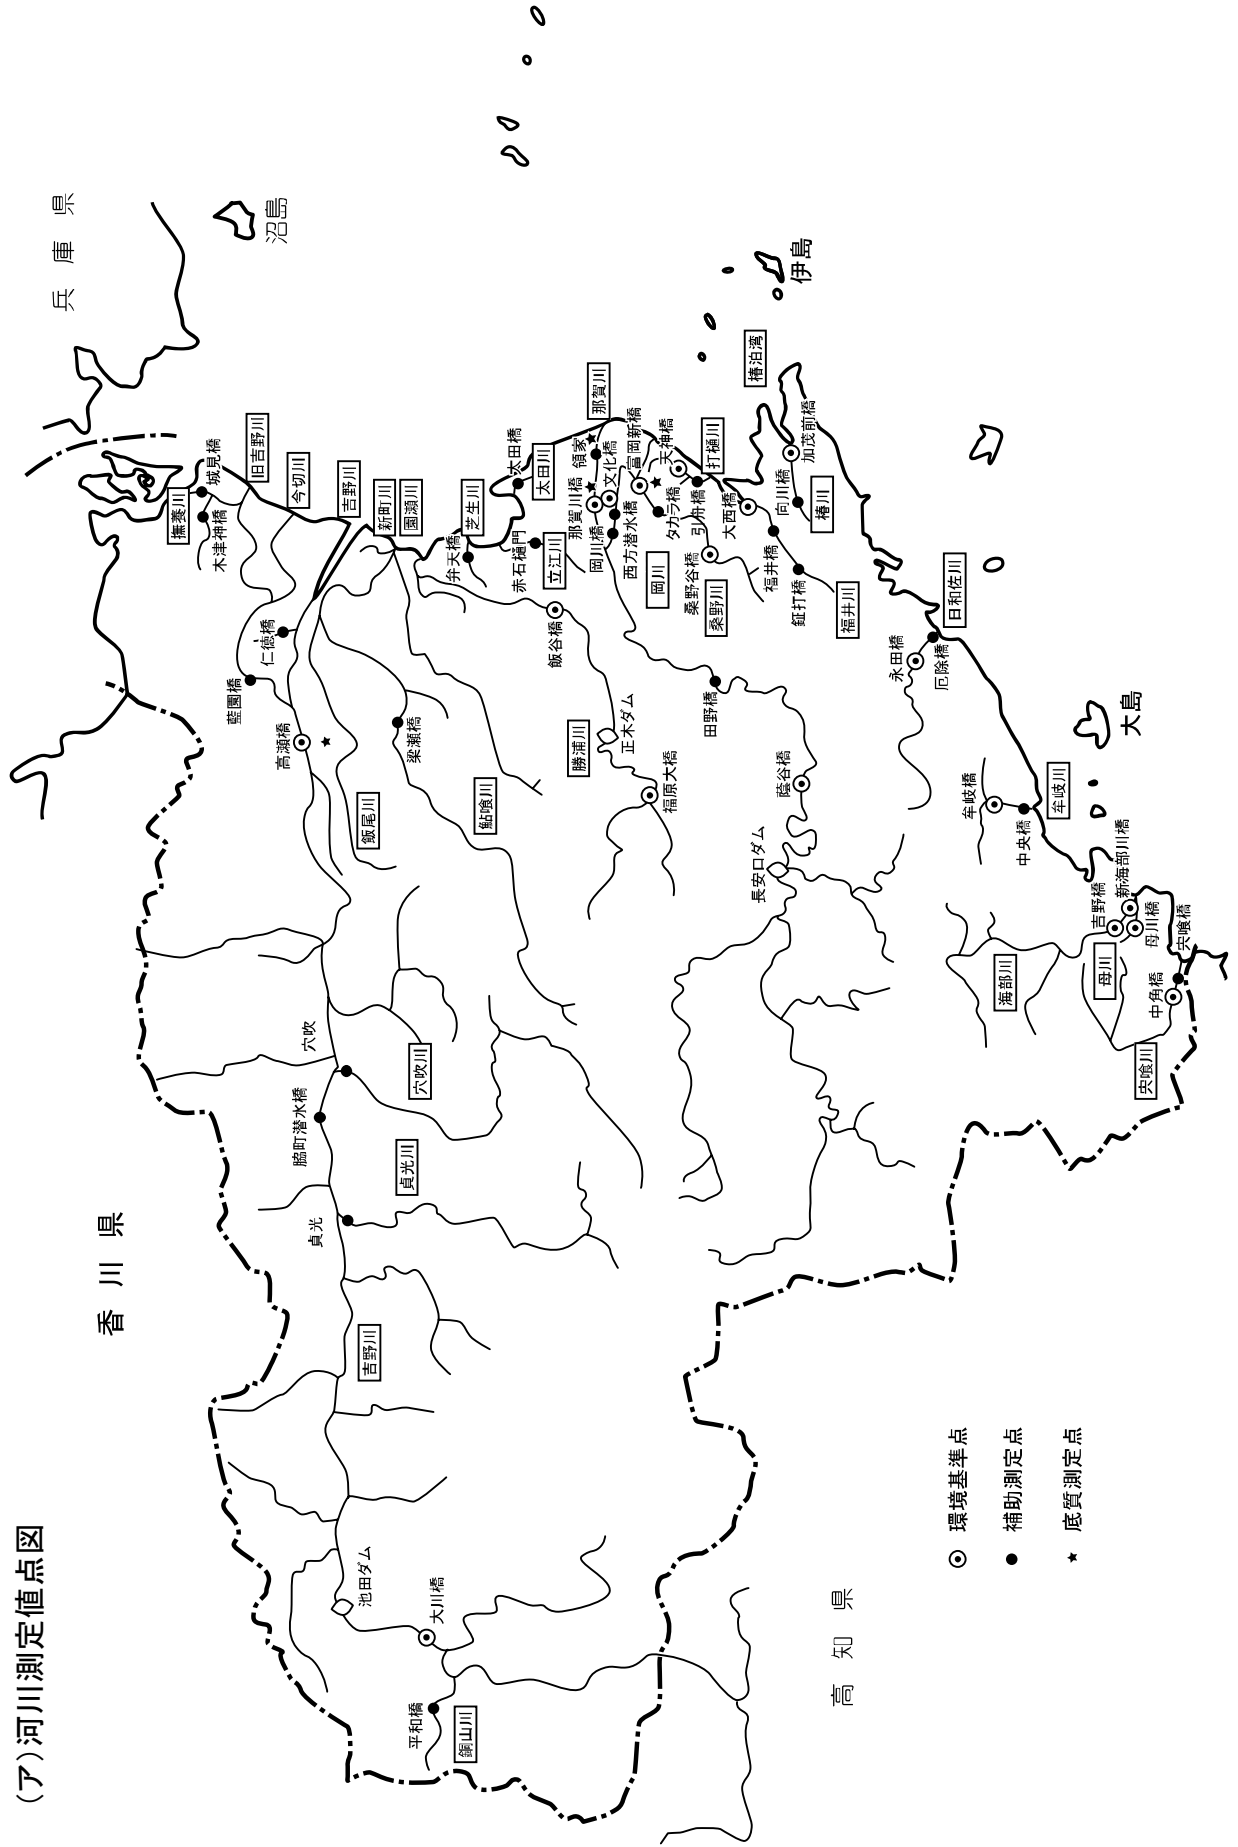 (ア)河川測定値点図
兵庫県
沼島
香川県
高知県
伊島
大島
撫養川
城見橋
木津神橋
旧吉野川
今切川
吉野川
新町川
園瀬川
仁徳橋
藍園橋
高瀬橋
飯尾川
梁瀬橋
鮎喰川
芝生川
弁天橋
太田橋
太田川
赤石樋門
立江川
飯谷橋
勝浦川
正木ダム
福原大橋
那賀川
領家
那賀川橋
文化橋
富岡新橋
天神橋
岡川橋
西方潜水橋
岡川
タカラ橋
引舟橋
打樋川
大西橋
桑野谷橋
桑野川
田野橋
蔭谷橋
長安口ダム
椿泊湾
加茂前橋
向川橋
椿川
福井橋
鉦打橋
福井川
永田橋
厄除橋
日和佐川
牟岐橋
中央橋
牟岐川
新海部川橋
吉野橋
母川橋
母川
海部川
宍喰橋
中角橋
宍喰川
穴吹
穴吹川
脇町潜水橋
貞光
貞光川
吉野川
池田ダム
大川橋
平和橋
銅山川
環境基準点
補助測定点
底質測定点